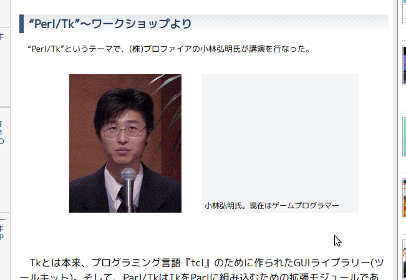 “Perl/Tk”～ワークショップより
“Perl/Tk”というテーマで、(株)プロファイアの小林弘明氏が講演を行なった。
小林弘明氏。現在はゲームプログラマー
Tkとは本来、プログラミング言語『tcl』のために作られたGUIライブラリー(ツ
ールキット)。そして、Perl/TkはTkをPerlに組み込むための拡張モジュールであ